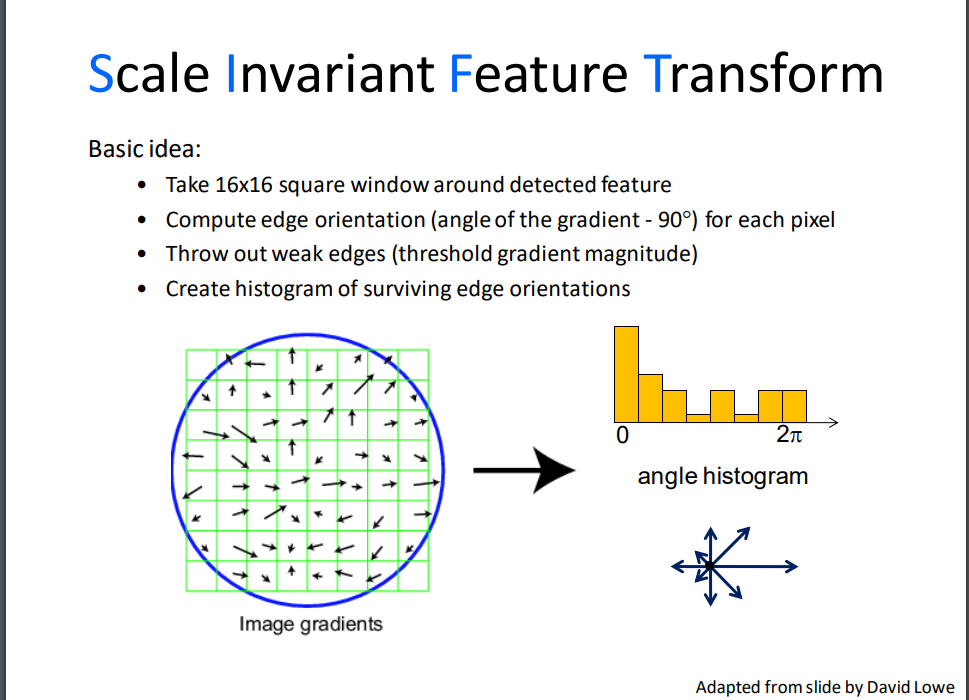 Scale Invariant Feature Transform
Basic idea:
• Take 16x16 square window around detected feature
• Compute edge orientation (angle of the gradient - 90°) for each pixel
• Throw out weak edges (threshold gradient magnitude)
• Create histogram of surviving edge orientations
0 2π
angle histogram
Image gradients
Adapted from slide by David Lowe